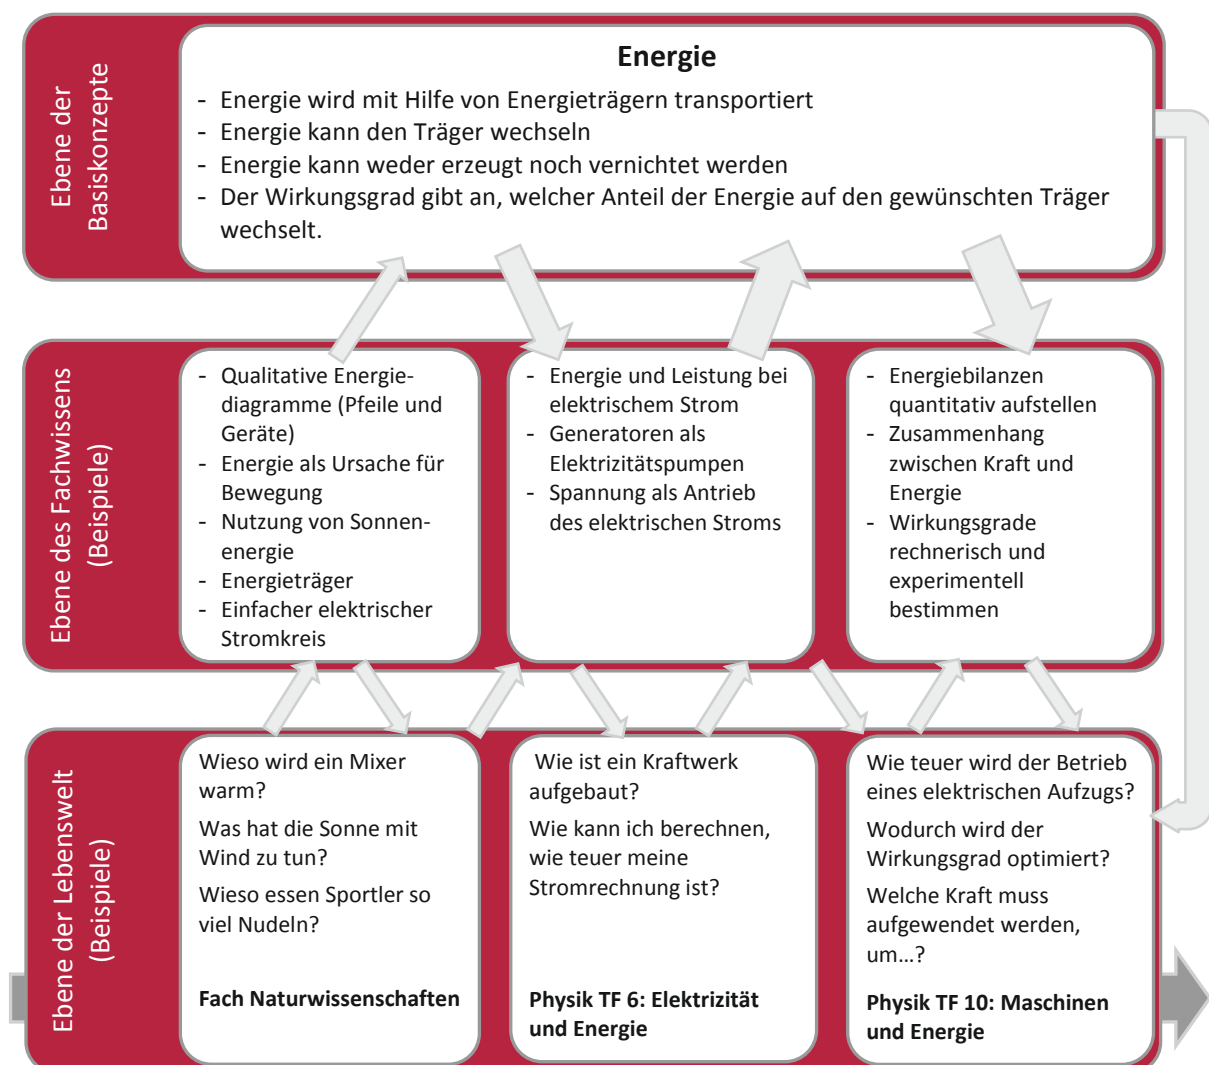 Ebene der
Basiskonzepte
Energie
- Energie wird mit Hilfe von Energieträgern transportiert
- Energie kann den Träger wechseln
- Energie kann weder erzeugt noch vernichtet werden
- Der Wirkungsgrad gibt an, welcher Anteil der Energie auf den gewünschten Träger
wechselt.
Ebene des Fachwissens
(Beispiele)
- Qualitative Energie-
diagramme (Pfeile und
Geräte)
- Energie als Ursache für
Bewegung
- Nutzung von Sonnen-
energie
- Energieträger
- Einfacher elektrischer
Stromkreis
- Energie und Leistung bei
elektrischem Strom
- Generatoren als
Elektrizitätspumpen
- Spannung als Antrieb
des elektrischen Stroms
- Energiebilanzen
quantitativ aufstellen
- Zusammenhang
zwischen Kraft und
Energie
- Wirkungsgrade
rechnerisch und
experimentell
bestimmen
Ebene der Lebenswelt
(Beispiele)
Wieso wird ein Mixer
warm?
Was hat die Sonne mit
Wind zu tun?
Wieso essen Sportler so
viel Nudeln?
Fach Naturwissenschaften
Wie ist ein Kraftwerk
aufgebaut?
Wie kann ich berechnen,
wie teuer meine
Stromrechnung ist?
Physik TF 6: Elektrizität
und Energie
Wie teuer wird der Betrieb
eines elektrischen Aufzugs?
Wodurch wird der
Wirkungsgrad optimiert?
Welche Kraft muss
aufgewendet werden,
um…?
Physik TF 10: Maschinen
und Energie